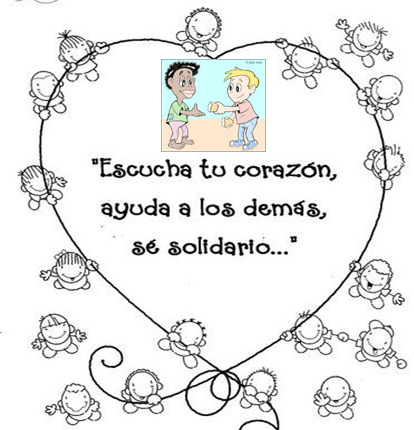 "Escucha tu corazón,
ayuda a los demás,
sé solidario..."